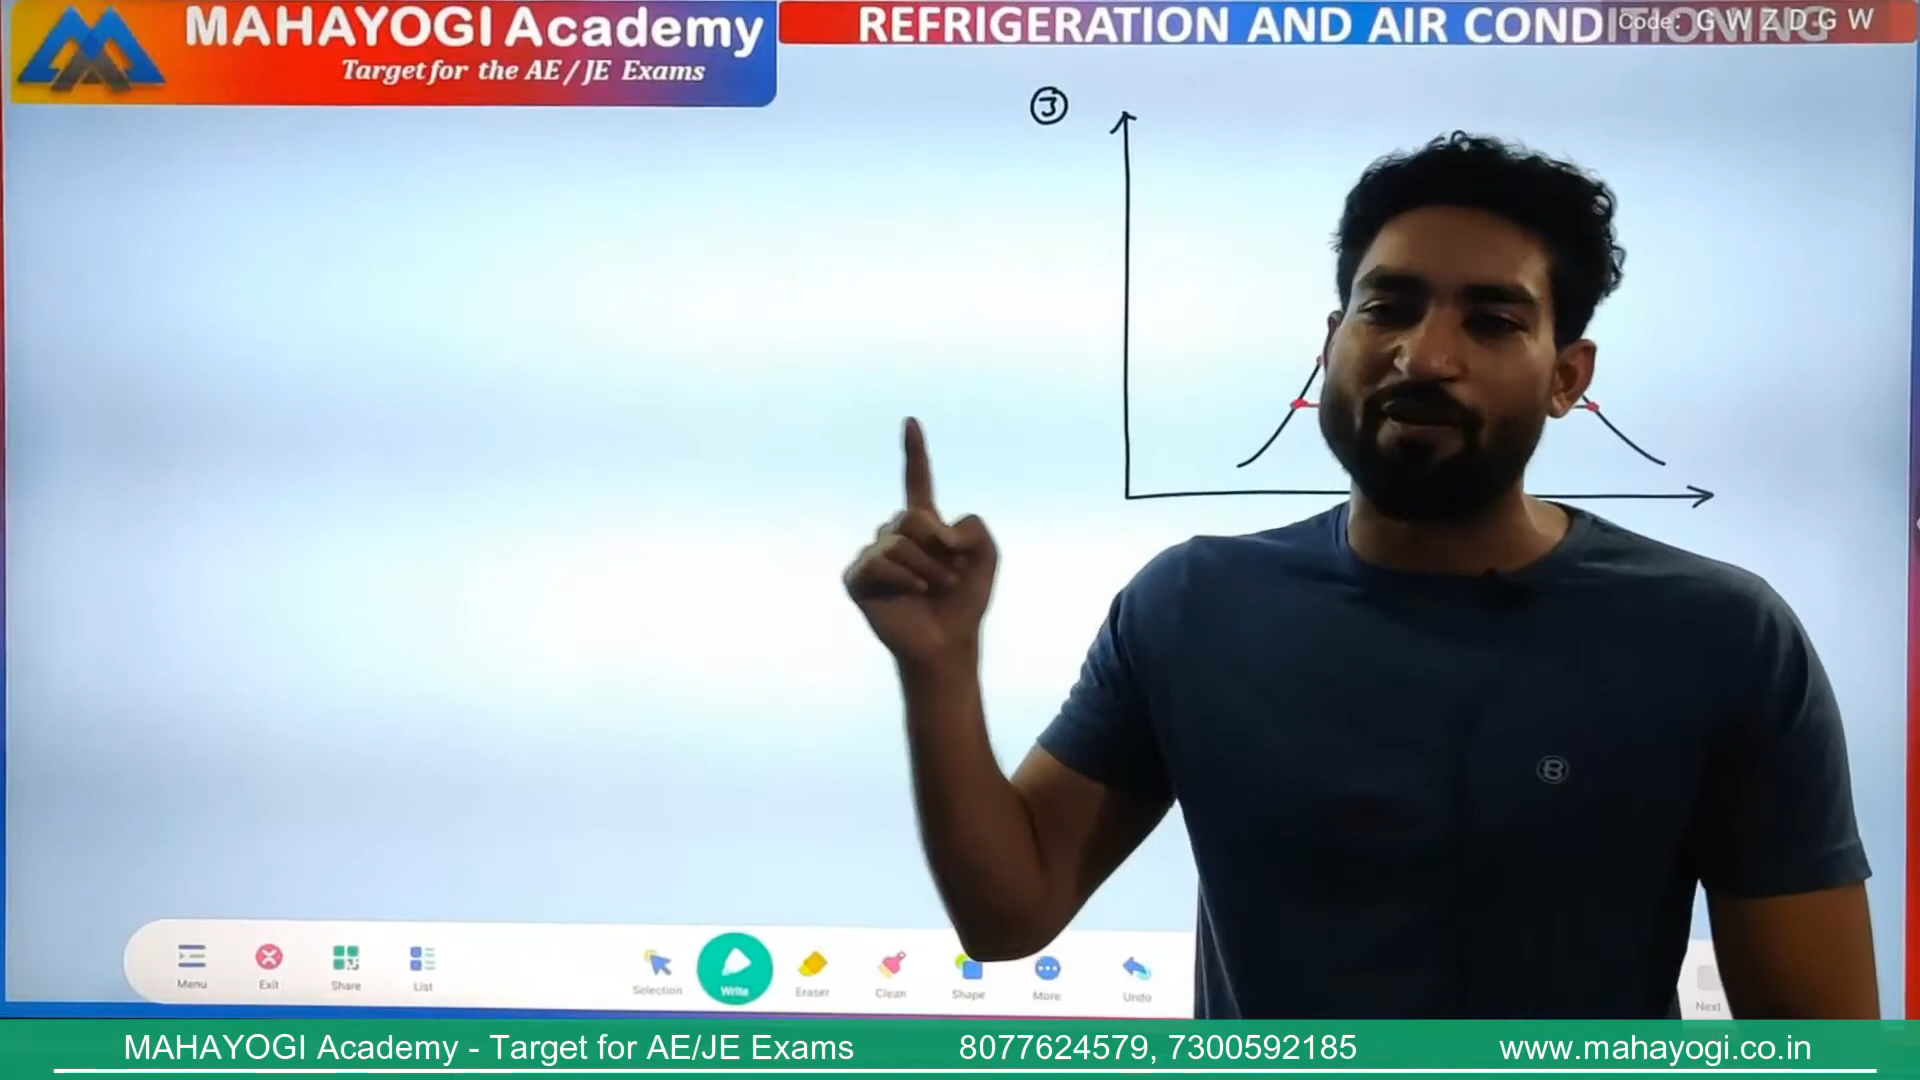 MAHAYOGI Academy
Target for the AE / JE Exams
REFRIGERATION AND AIR CONDITIONING
Code: G W Z D G W
3
B
Menu
Exit
Share
List
Selection
Write
Eraser
Clean
Shape
More
Undo
Next
MAHAYOGI Academy - Target for AE/JE Exams 8077624579, 7300592185 www.mahayogi.co.in